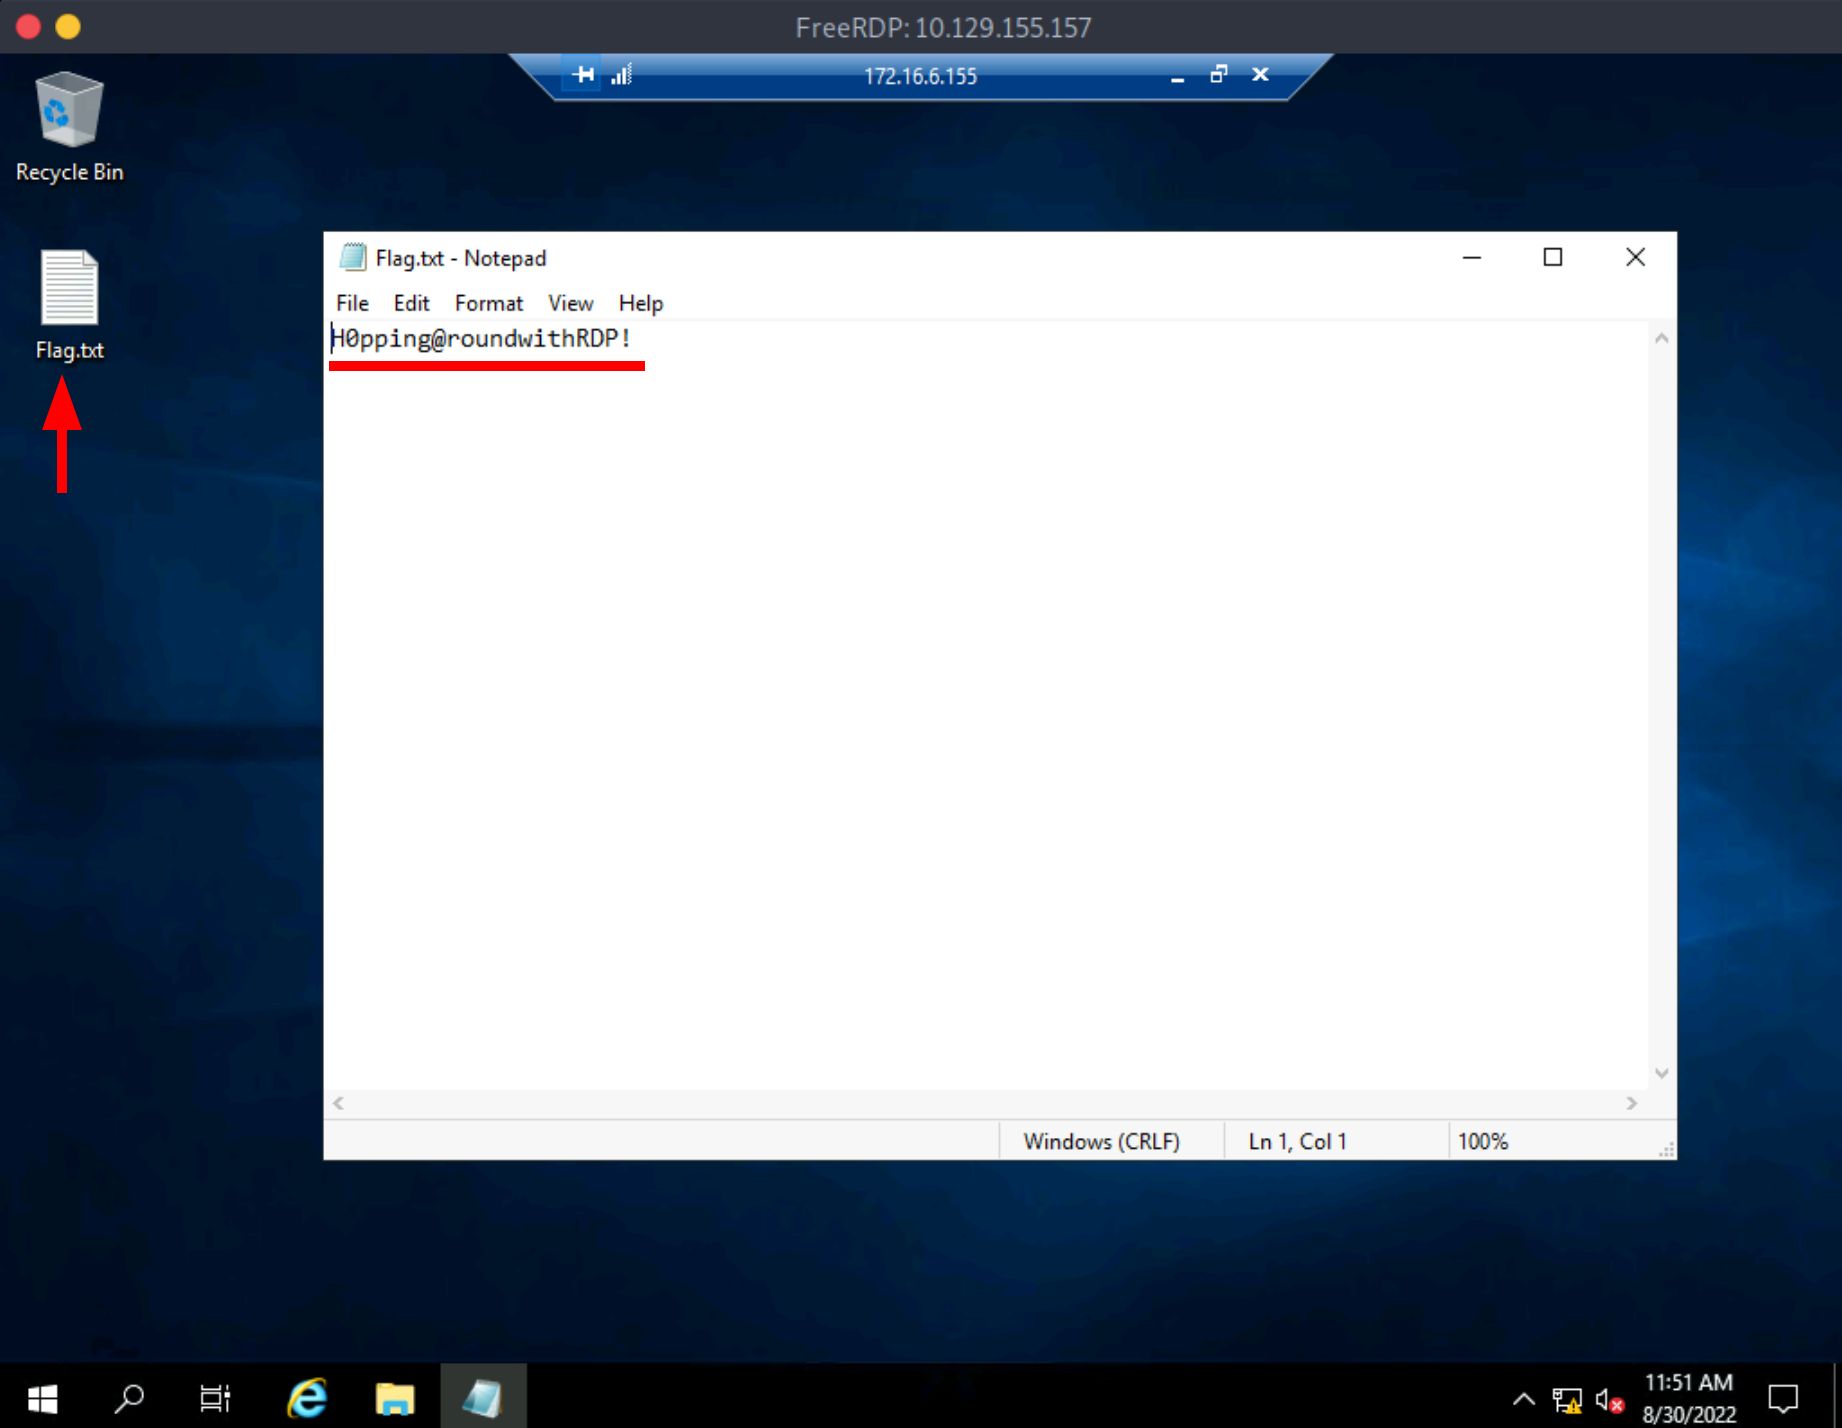 FreeRDP: 10.129.155.157
172.16.6.155
Recycle Bin
Flag.txt
Flag.txt - Notepad
File Edit Format View Help
H0pping@roundwithRDP!
Windows (CRLF) Ln 1, Col 1 100%
11:51 AM
8/30/2022